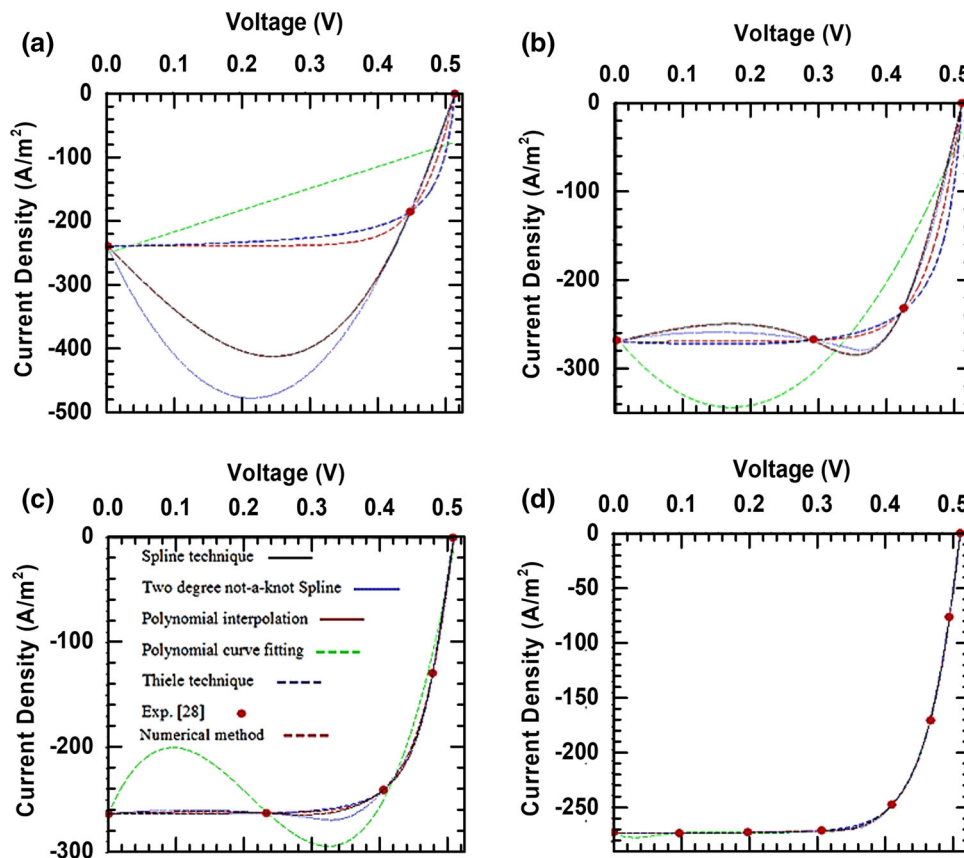 (a)
Voltage (V)
0.0 0.1 0.2 0.3 0.4 0.5
Current Density (A/m²)
0
-100
-200
-300
-400
-500
(b)
Voltage (V)
0.0 0.1 0.2 0.3 0.4 0.5
Current Density (A/m²)
0
-100
-200
-300
(c)
Voltage (V)
0.0 0.1 0.2 0.3 0.4 0.5
Current Density (A/m²)
0
-100
-200
-300
Spline technique
Two degree not-a-knot Spline
Polynomial interpolation
Polynomial curve fitting
Thiele technique
Exp. [28]
Numerical method
(d)
Voltage (V)
0.0 0.1 0.2 0.3 0.4 0.5
Current Density (A/m²)
0
-50
-100
-150
-200
-250